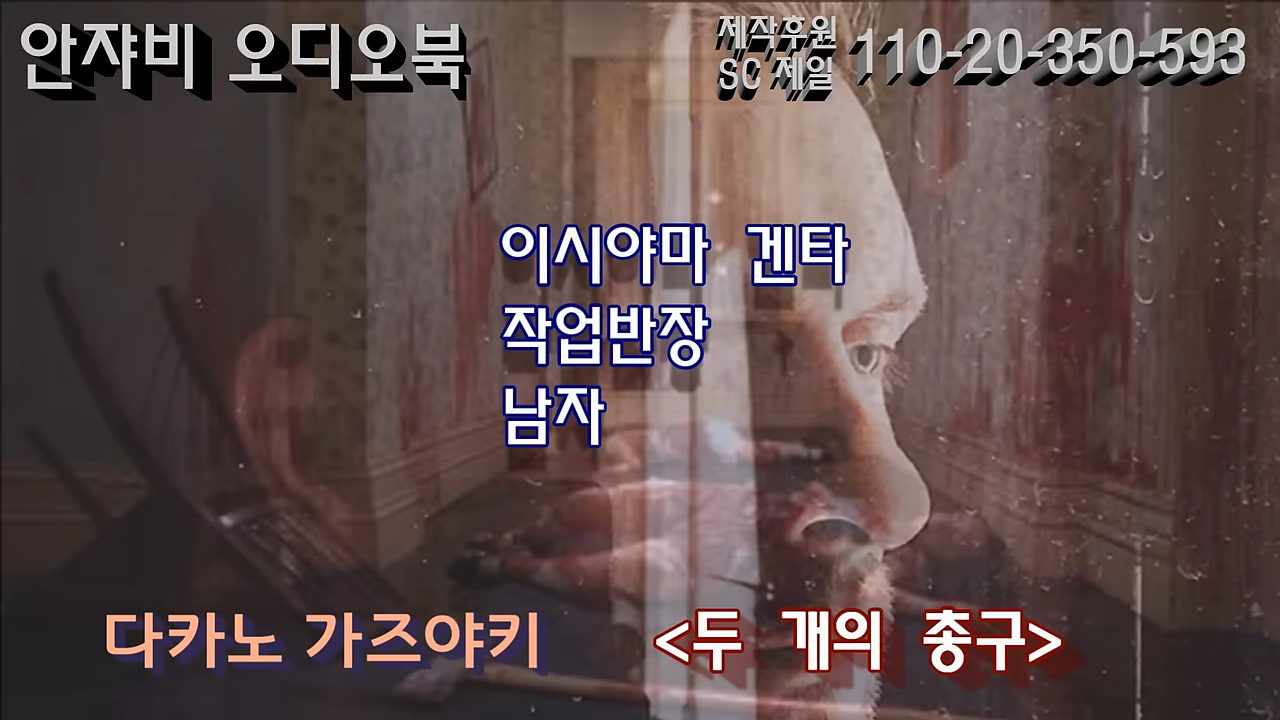 안쟈비 오디오북
제작후원
SC 제일
110-20-350-593
이시야마 겐타
작업반장
남자
다카노 가즈야키
<두 개의 총구>